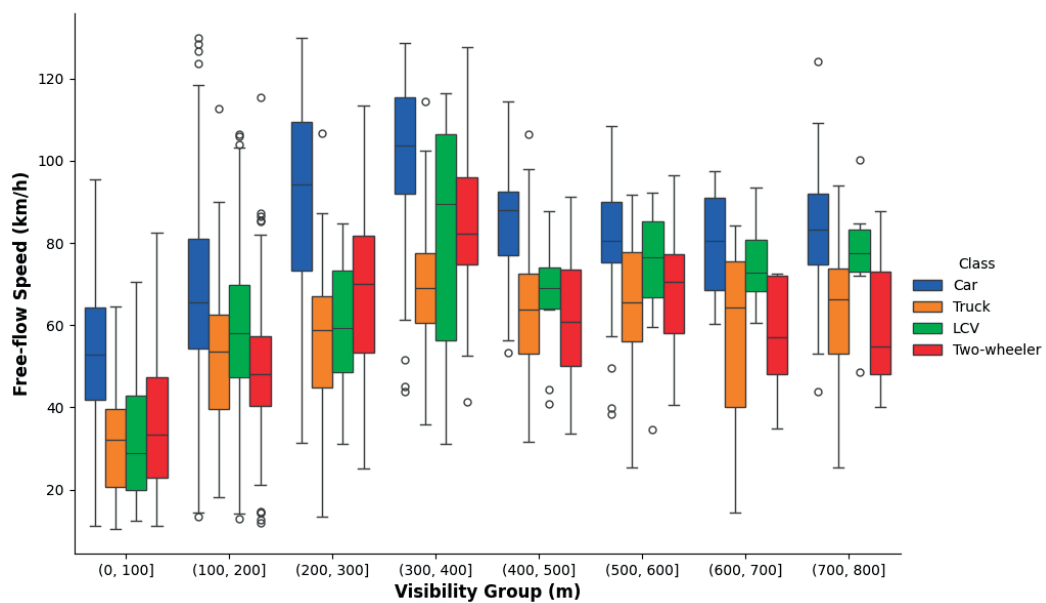 Free-flow Speed (km/h)
120
100
80
60
40
20
(0, 100]
(100, 200]
(200, 300]
(300, 400]
(400, 500]
(500, 600]
(600, 700]
(700, 800]
Visibility Group (m)
Class
Car
Truck
LCV
Two-wheeler